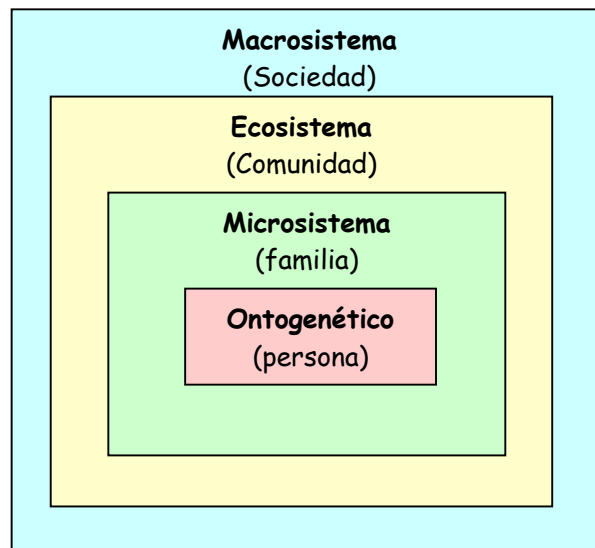 Macrosistema
(Sociedad)
Ecosistema
(Comunidad)
Microsistema
(familia)
Ontogenético
(persona)